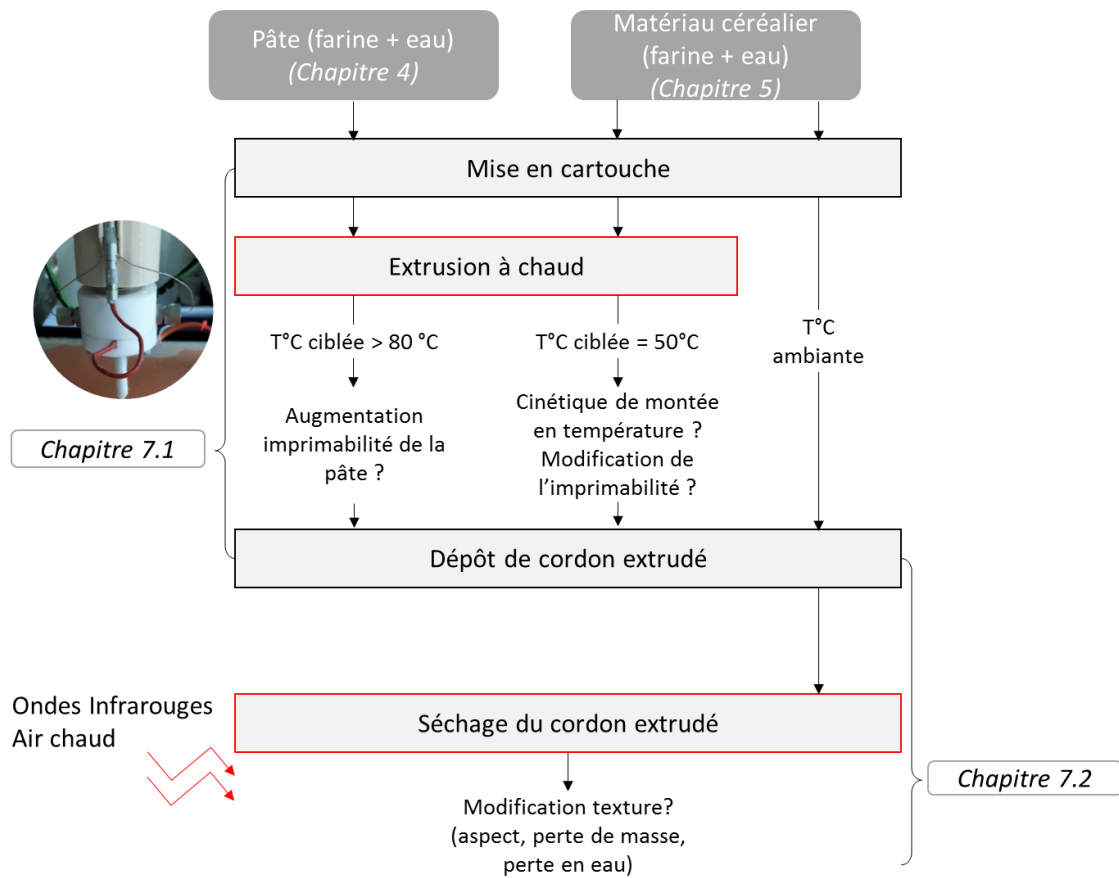 Pâte (farine + eau)
(Chapitre 4)
Matériau céréalier
(farine + eau)
(Chapitre 5)
Mise en cartouche
Extrusion à chaud
T°C ciblée > 80 °C
T°C ciblée = 50°C
T°C
ambiante
Augmentation
imprimabilité de la
pâte ?
Cinétique de montée
en température ?
Modification de
l’imprimabilité ?
Chapitre 7.1
Dépôt de cordon extrudé
Ondes Infrarouges
Air chaud
Séchage du cordon extrudé
Chapitre 7.2
Modification texture?
(aspect, perte de masse,
perte en eau)